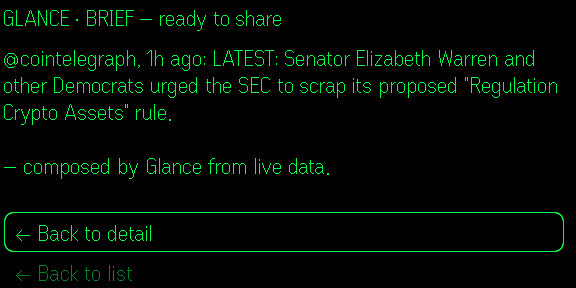 GLANCE · BRIEF — ready to share
@cointelegraph, 1h ago: LATEST: Senator Elizabeth Warren and
other Democrats urged the SEC to scrap its proposed "Regulation
Crypto Assets" rule.
— composed by Glance from live data.
← Back to detail
← Back to list